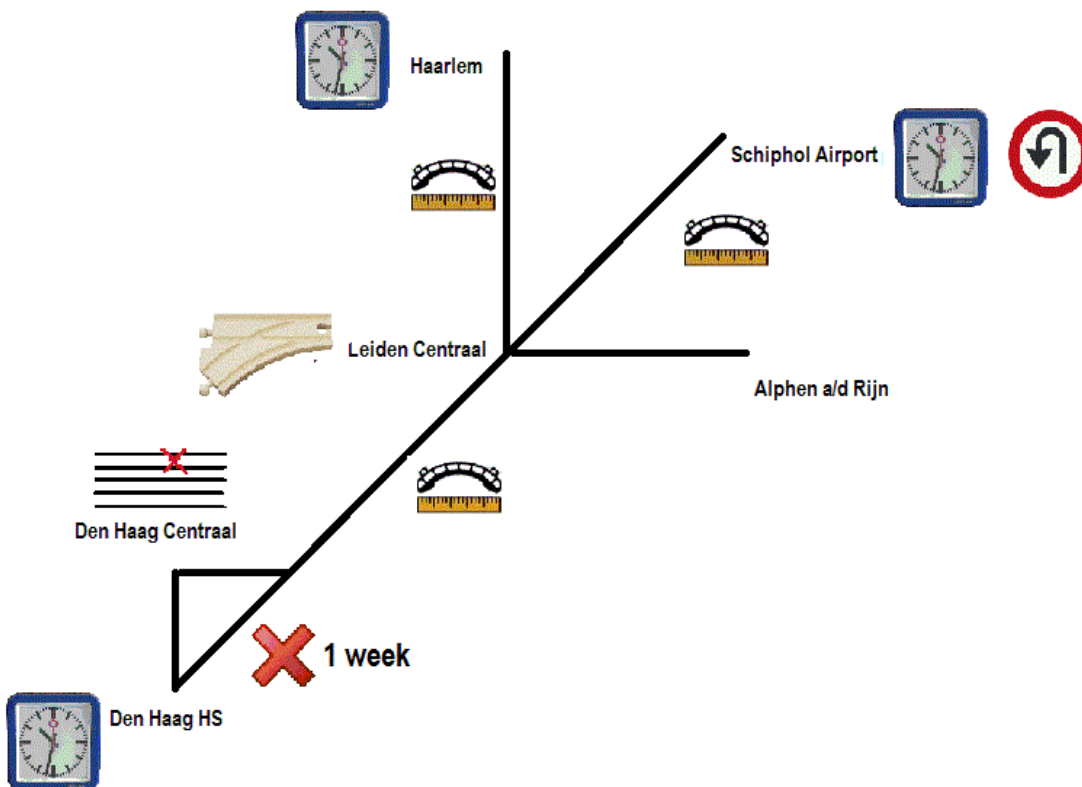 Haarlem
Schiphol Airport
Leiden Centraal
Alphen a/d Rijn
Den Haag Centraal
1 week
Den Haag HS